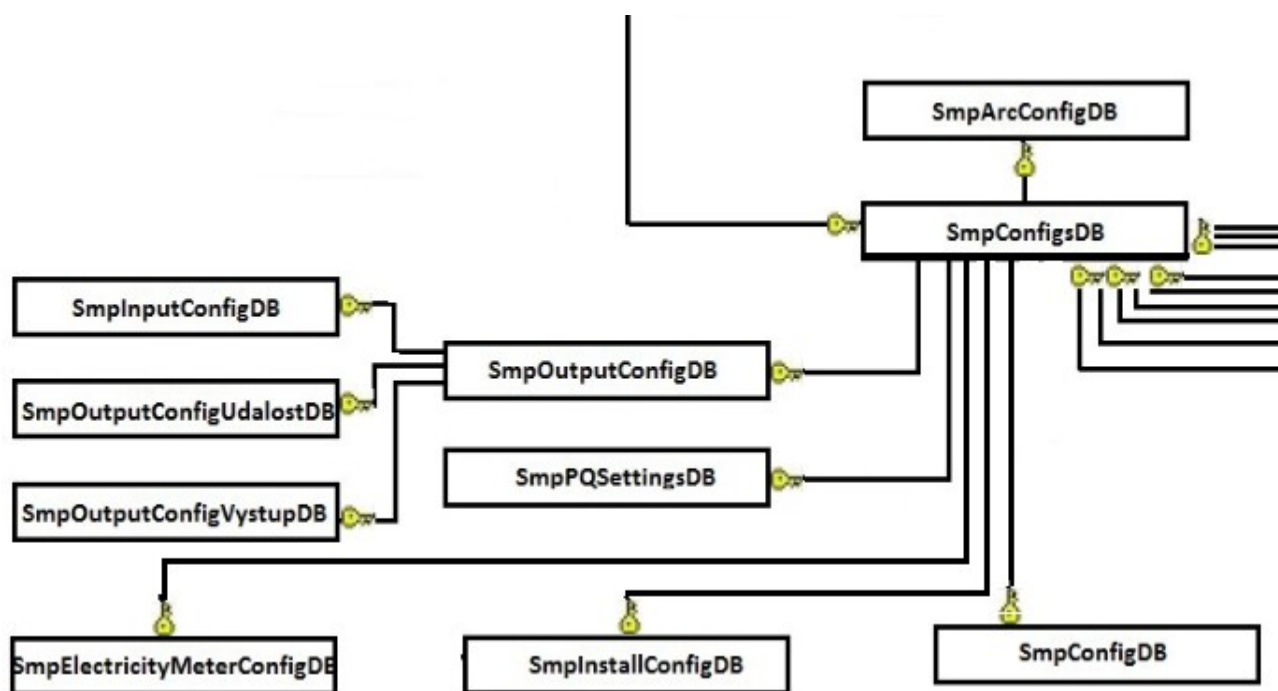 SmpArcConfigDB
SmpConfigsDB
SmpInputConfigDB
SmpOutputConfigDB
SmpOutputConfigUdalostDB
SmpPQSettingsDB
SmpOutputConfigVystupDB
SmpElectricityMeterConfigDB
SmpInstallConfigDB
SmpConfigDB